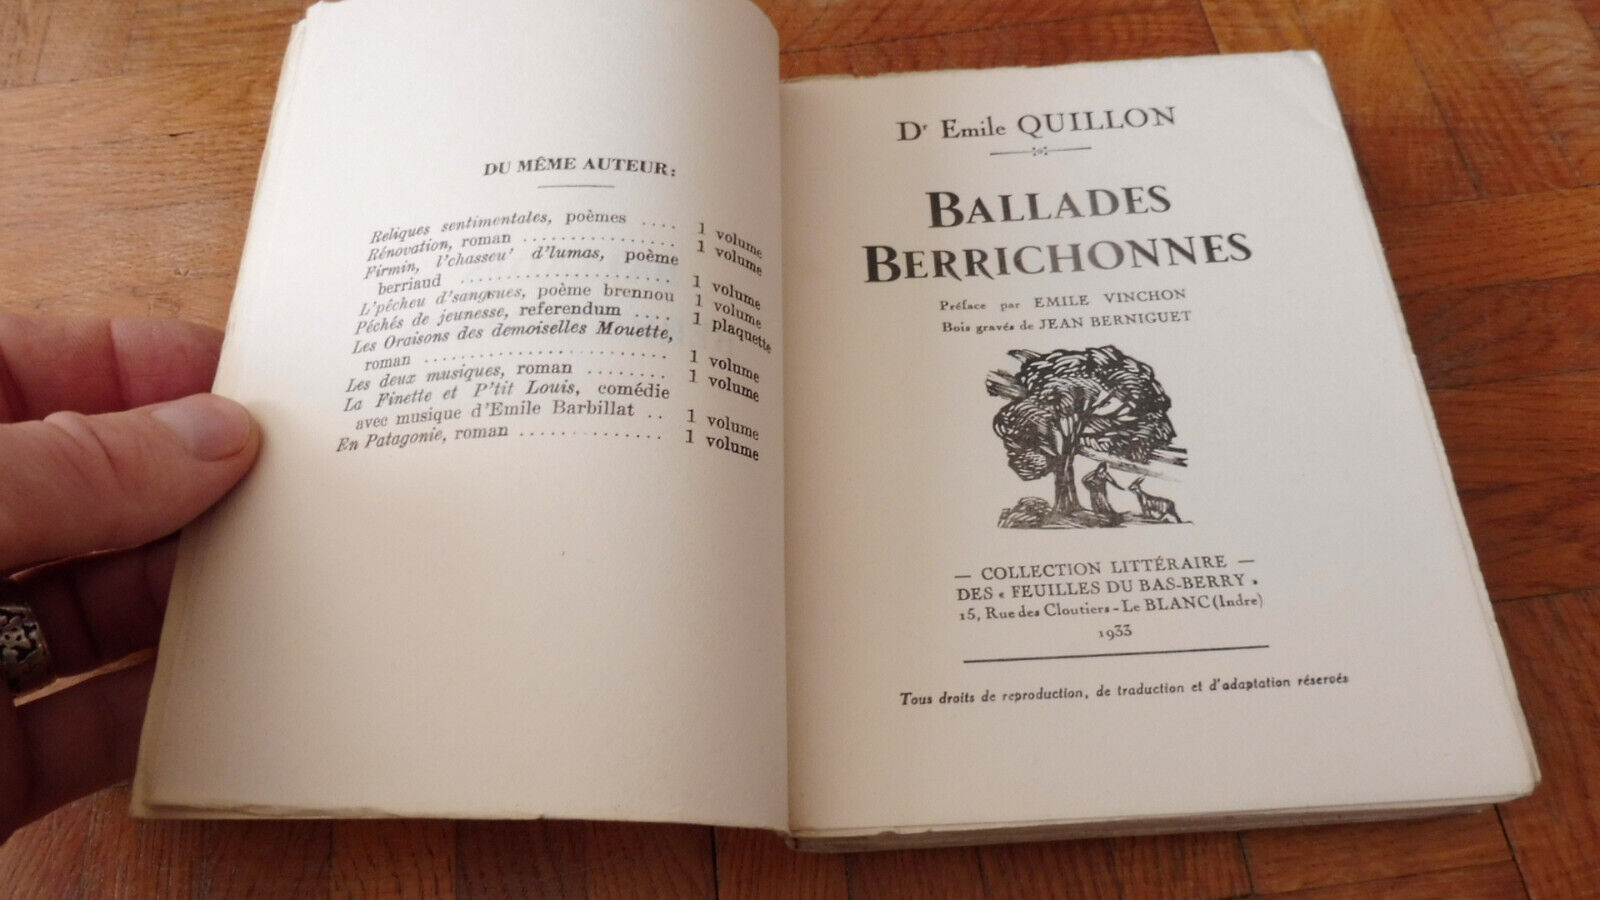 DU MÊME AUTEUR:
Reliques sentimentales, poèmes .... 1 volume
Rénovation, roman ................ 1 volume
Firmin, l'chasseu' d'lumas, poème
berriaud ................... 1 volume
L'pêcheu d'sangsues, poème brennou 1 volume
Péchés de jeunesse, referendum .... 1 plaquette
Les Oraisons des demoiselles Mouette,
roman ......................... 1 volume
Les deux musiques, roman ........ 1 volume
La Finette et P'tit Louis, comédie
avec musique d'Emile Barbillat .. 1 volume
En Patagonie, roman .............. 1 volume
Dr Emile QUILLON
BALLADES
BERRICHONNES
Préface par EMILE VINCHON
Bois gravés de JEAN BERNIGUET
— COLLECTION LITTÉRAIRE —
DES « FEUILLES DU BAS-BERRY »
15, Rue des Cloutiers - Le BLANC (Indre)
1933
Tous droits de reproduction, de traduction et d'adaptation réservés